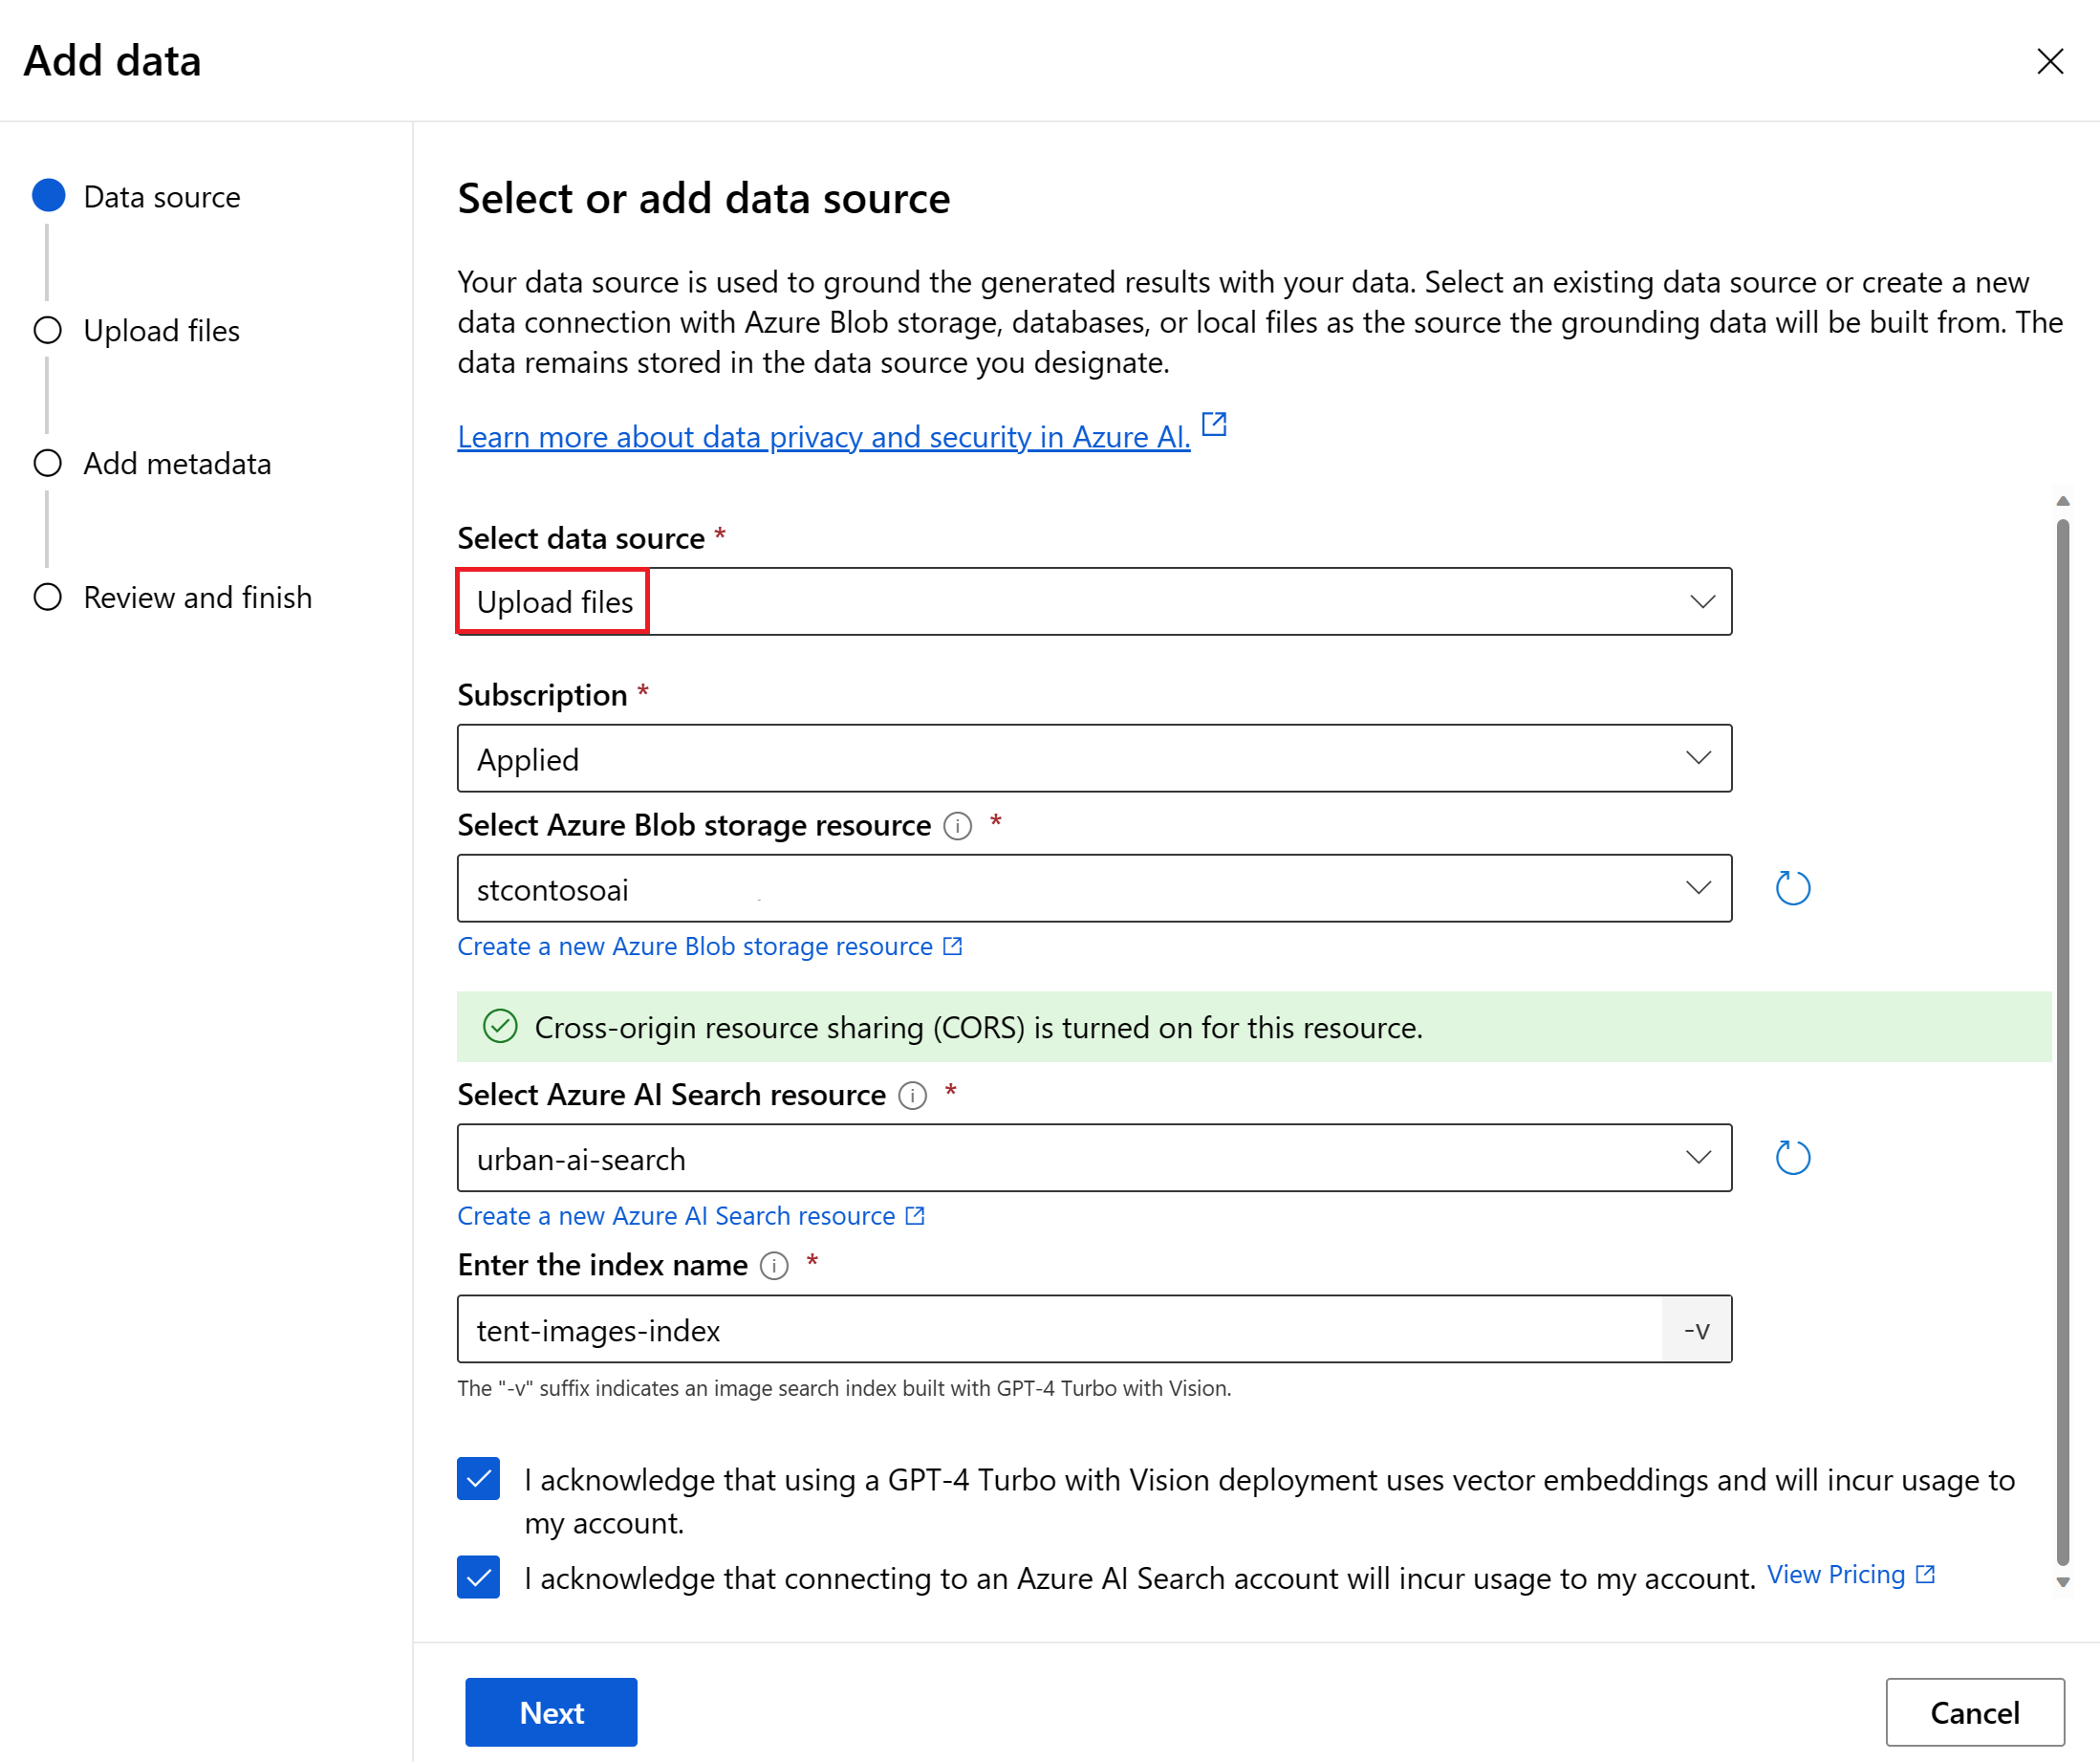 Add data
Data source
Upload files
Add metadata
Review and finish
Select or add data source
Your data source is used to ground the generated results with your data. Select an existing data source or create a new
data connection with Azure Blob storage, databases, or local files as the source the grounding data will be built from. The
data remains stored in the data source you designate.
Learn more about data privacy and security in Azure AI.
Select data source *
Upload files
Subscription *
Applied
Select Azure Blob storage resource *
stcontosoai
Create a new Azure Blob storage resource
Cross-origin resource sharing (CORS) is turned on for this resource.
Select Azure AI Search resource *
urban-ai-search
Create a new Azure AI Search resource
Enter the index name *
tent-images-index -v
The "-v" suffix indicates an image search index built with GPT-4 Turbo with Vision.
I acknowledge that using a GPT-4 Turbo with Vision deployment uses vector embeddings and will incur usage to
my account.
I acknowledge that connecting to an Azure AI Search account will incur usage to my account. View Pricing
Next Cancel